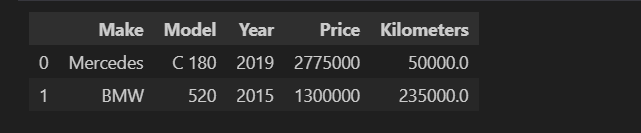 Make Model Year Price Kilometers
0 Mercedes C 180 2019 2775000 50000.0
1 BMW 520 2015 1300000 235000.0